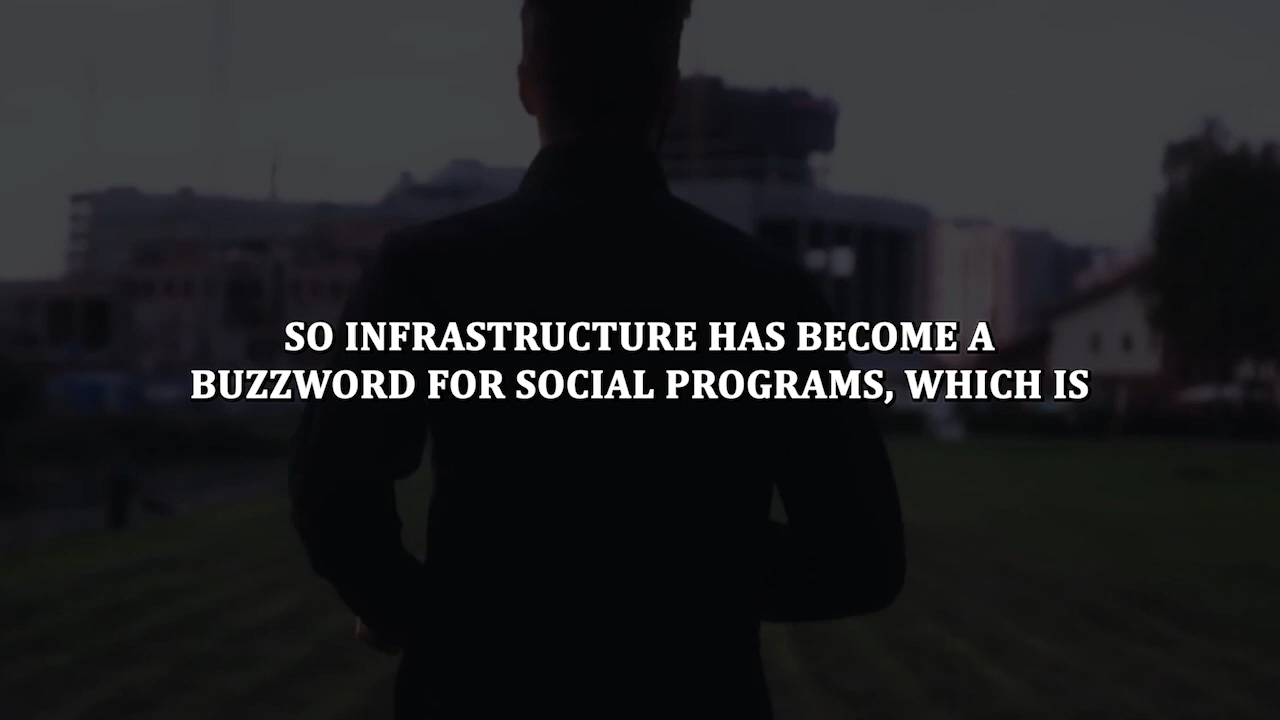 SO INFRASTRUCTURE HAS BECOME A
BUZZWORD FOR SOCIAL PROGRAMS, WHICH IS